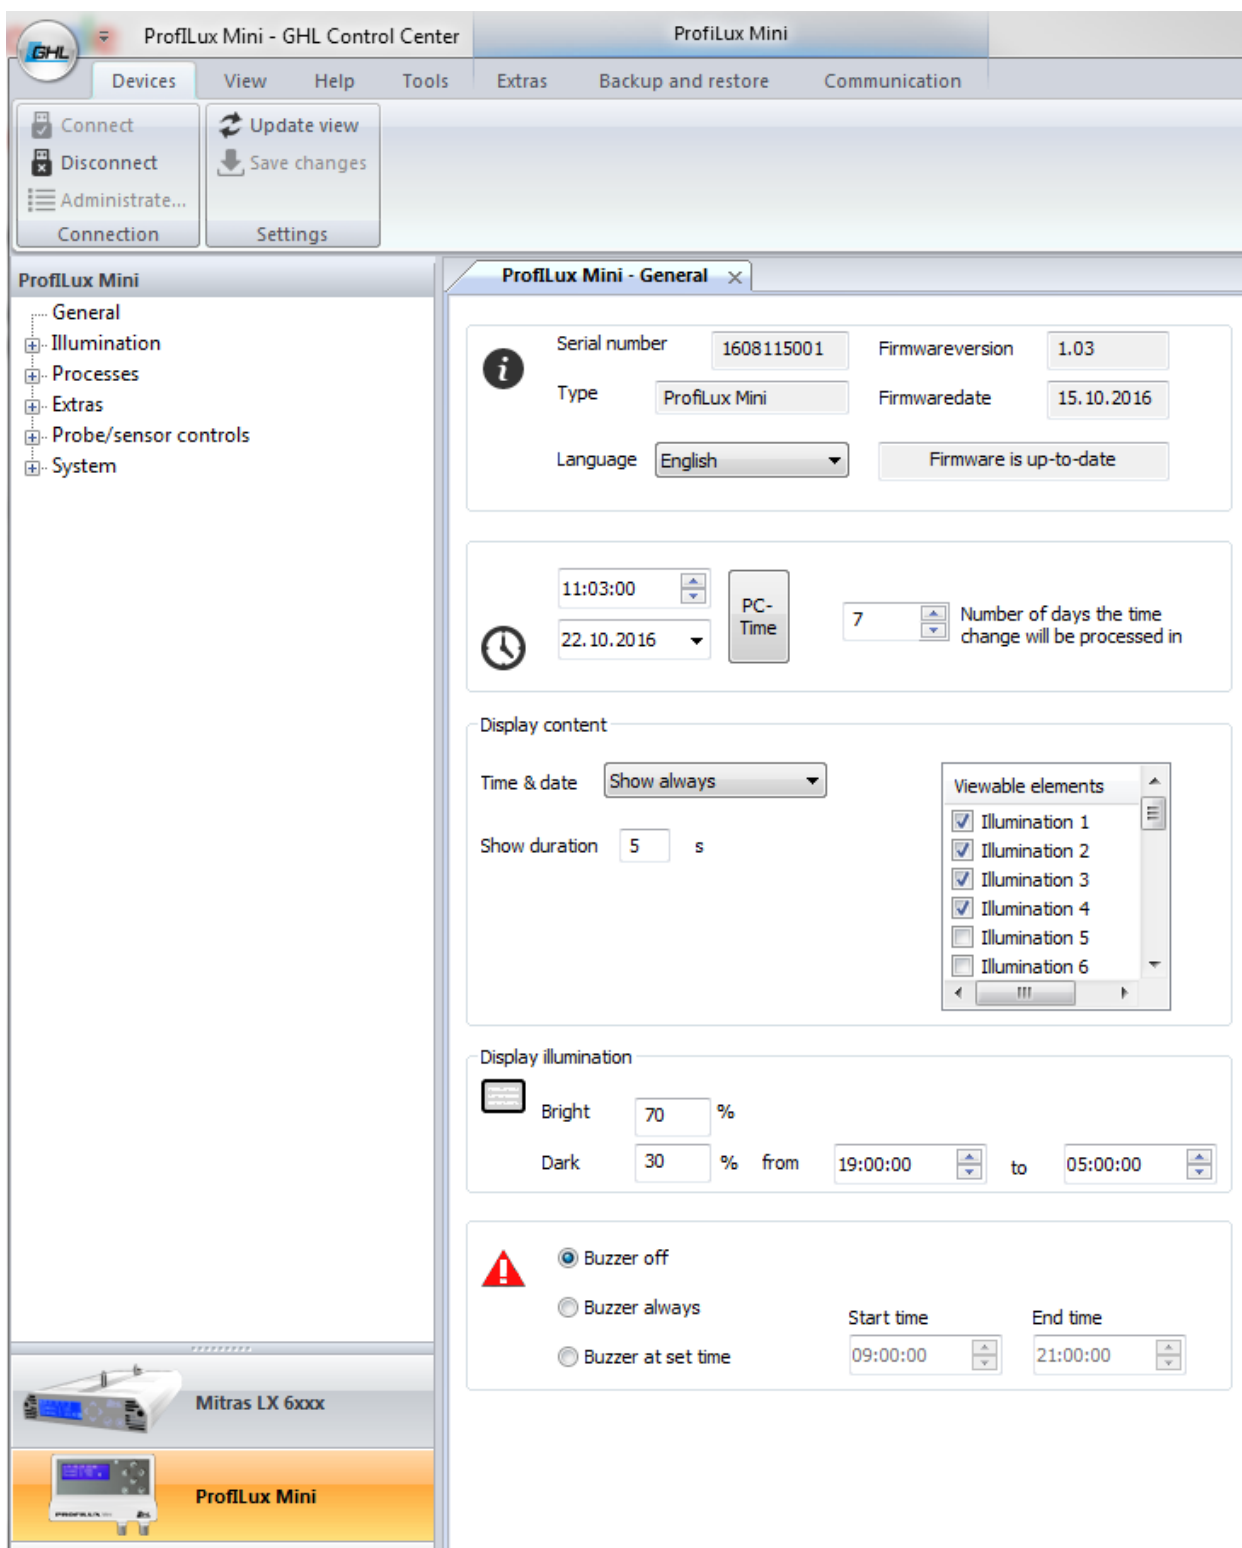 ProfILux Mini - GHL Control Center
ProfiLux Mini
GHL
Devices View Help Tools Extras Backup and restore Communication
Connect
Disconnect
Administrate...
Connection
Update view
Save changes
Settings
ProfILux Mini
General
Illumination
Processes
Extras
Probe/sensor controls
System
Mitras LX 6xxx
PROFILUX
ProfILux Mini
ProfILux Mini - General
Serial number 1608115001 Firmwareversion 1.03
Type ProfiLux Mini Firmwaredate 15.10.2016
Language English Firmware is up-to-date
11:03:00
22.10.2016
PC-
Time
7
Number of days the time
change will be processed in
Display content
Time & date Show always
Show duration 5 s
Viewable elements
Illumination 1
Illumination 2
Illumination 3
Illumination 4
Illumination 5
Illumination 6
Display illumination
Bright 70 %
Dark 30 % from 19:00:00 to 05:00:00
Buzzer off
Buzzer always
Buzzer at set time
Start time End time
09:00:00 21:00:00